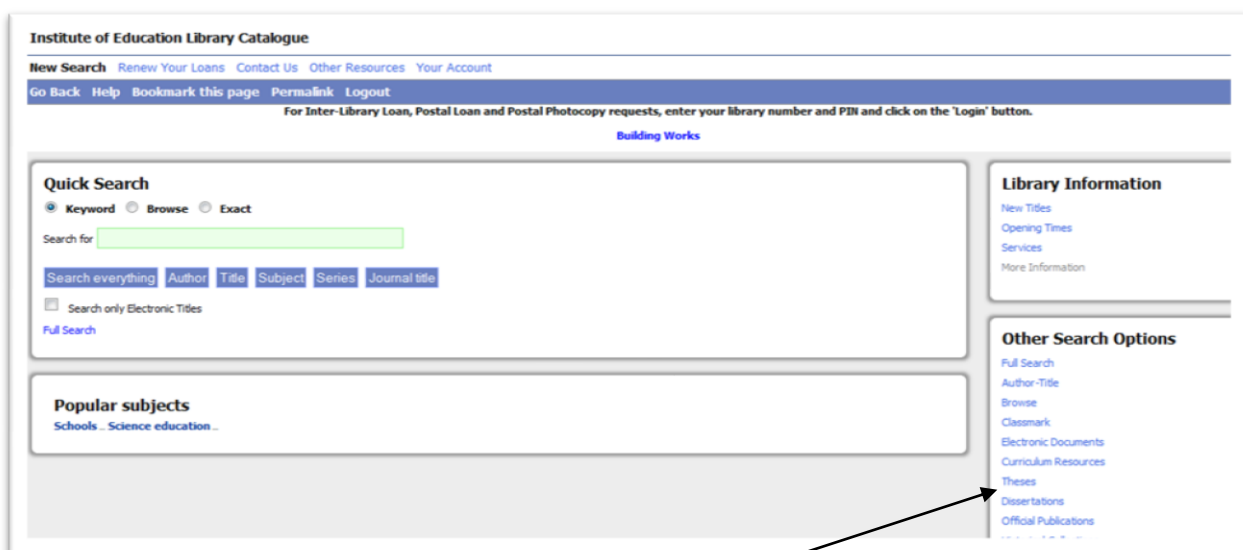 Institute of Education Library Catalogue
New Search Renew Your Loans Contact Us Other Resources Your Account
Go Back Help Bookmark this page Permalink Logout
For Inter-Library Loan, Postal Loan and Postal Photocopy requests, enter your library number and PIN and click on the 'Login' button.
Building Works
Quick Search
Keyword Browse Exact
Search for
Search everything Author Title Subject Series Journal title
Search only Electronic Titles
Full Search
Popular subjects
Schools .. Science education ..
Library Information
New Titles
Opening Times
Services
More Information
Other Search Options
Full Search
Author-Title
Browse
Classmark
Electronic Documents
Curriculum Resources
Theses
Dissertations
Official Publications